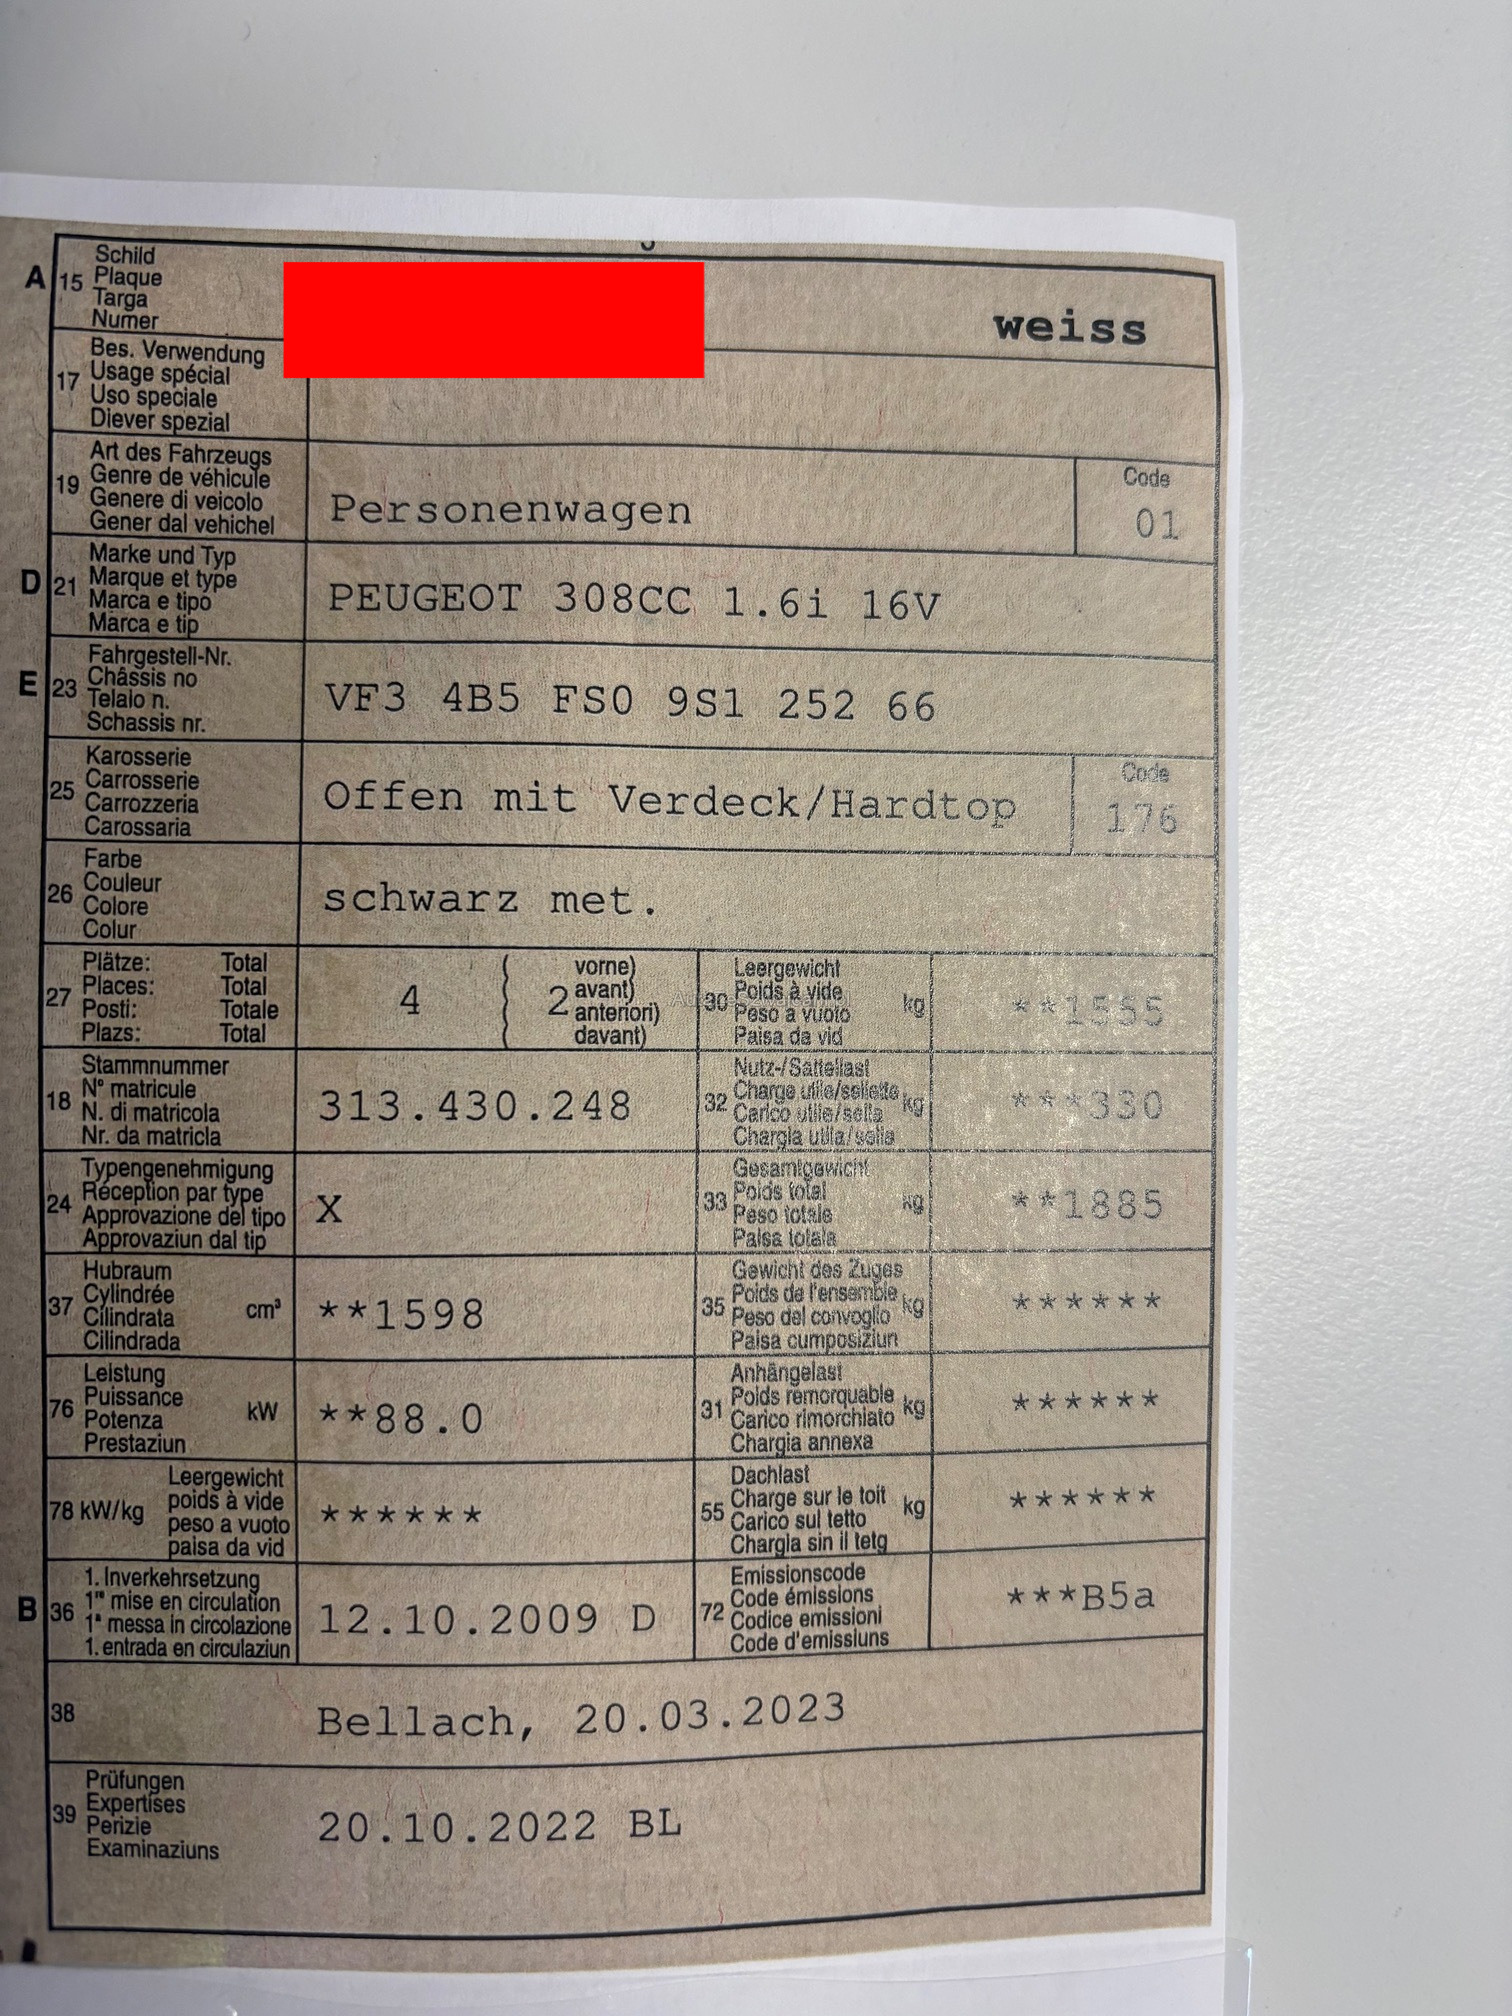 A 15 Schild
Plaque
Targa
Numer
weiss
17 Bes. Verwendung
Usage spécial
Uso speciale
Diever spezial
19 Art des Fahrzeugs
Genre de véhicule
Genere di veicolo
Gener dal vehichel
Personenwagen
Code
01
D 21 Marke und Typ
Marque et type
Marca e tipo
Marca e tip
PEUGEOT 308CC 1.6i 16V
E 23 Fahrgestell-Nr.
Châssis no
Telaio n.
Schassis nr.
VF3 4B5 FS0 9S1 252 66
25 Karosserie
Carrosserie
Carrozzeria
Carossaria
Offen mit Verdeck/Hardtop
Code
176
26 Farbe
Couleur
Colore
Colur
schwarz met.
27 Plätze: Total
Places: Total
Posti: Totale
Plazs: Total
4 ( 2 vorne)
avant)
anteriori)
davant)
30 Leergewicht
Poids à vide
Peso a vuoto
Paisa da vid
kg
**1555
18 Stammnummer
N° matricule
N. di matricola
Nr. da matricla
313.430.248
32 Nutz-/Sattellast
Charge utile/sellette
Carico utile/sella
Chargia utila/sella
kg
***330
24 Typengenehmigung
Réception par type
Approvazione del tipo
Approvaziun dal tip
X
33 Gesamtgewicht
Poids total
Peso totale
Paisa totala
kg
**1885
37 Hubraum
Cylindrée
Cilindrata
Cilindrada
cm³
**1598
35 Gewicht des Zuges
Poids de l'ensemble
Peso del convoglio
Paisa cumposiziun
kg
******
76 Leistung
Puissance
Potenza
Prestaziun
kW
**88.0
31 Anhängelast
Poids remorquable
Carico rimorchiato
Chargia annexa
kg
******
78 kW/kg Leergewicht
poids à vide
peso a vuoto
paisa da vid
******
55 Dachlast
Charge sur le toit
Carico sul tetto
Chargia sin il tetg
kg
******
B 36 1. Inverkehrsetzung
1re mise en circulation
1a messa in circolazione
1. entrada en circulaziun
12.10.2009 D
72 Emissionscode
Code émissions
Codice emissioni
Code d'emissiuns
***B5a
38 Bellach, 20.03.2023
39 Prüfungen
Expertises
Perizie
Examinaziuns
20.10.2022 BL